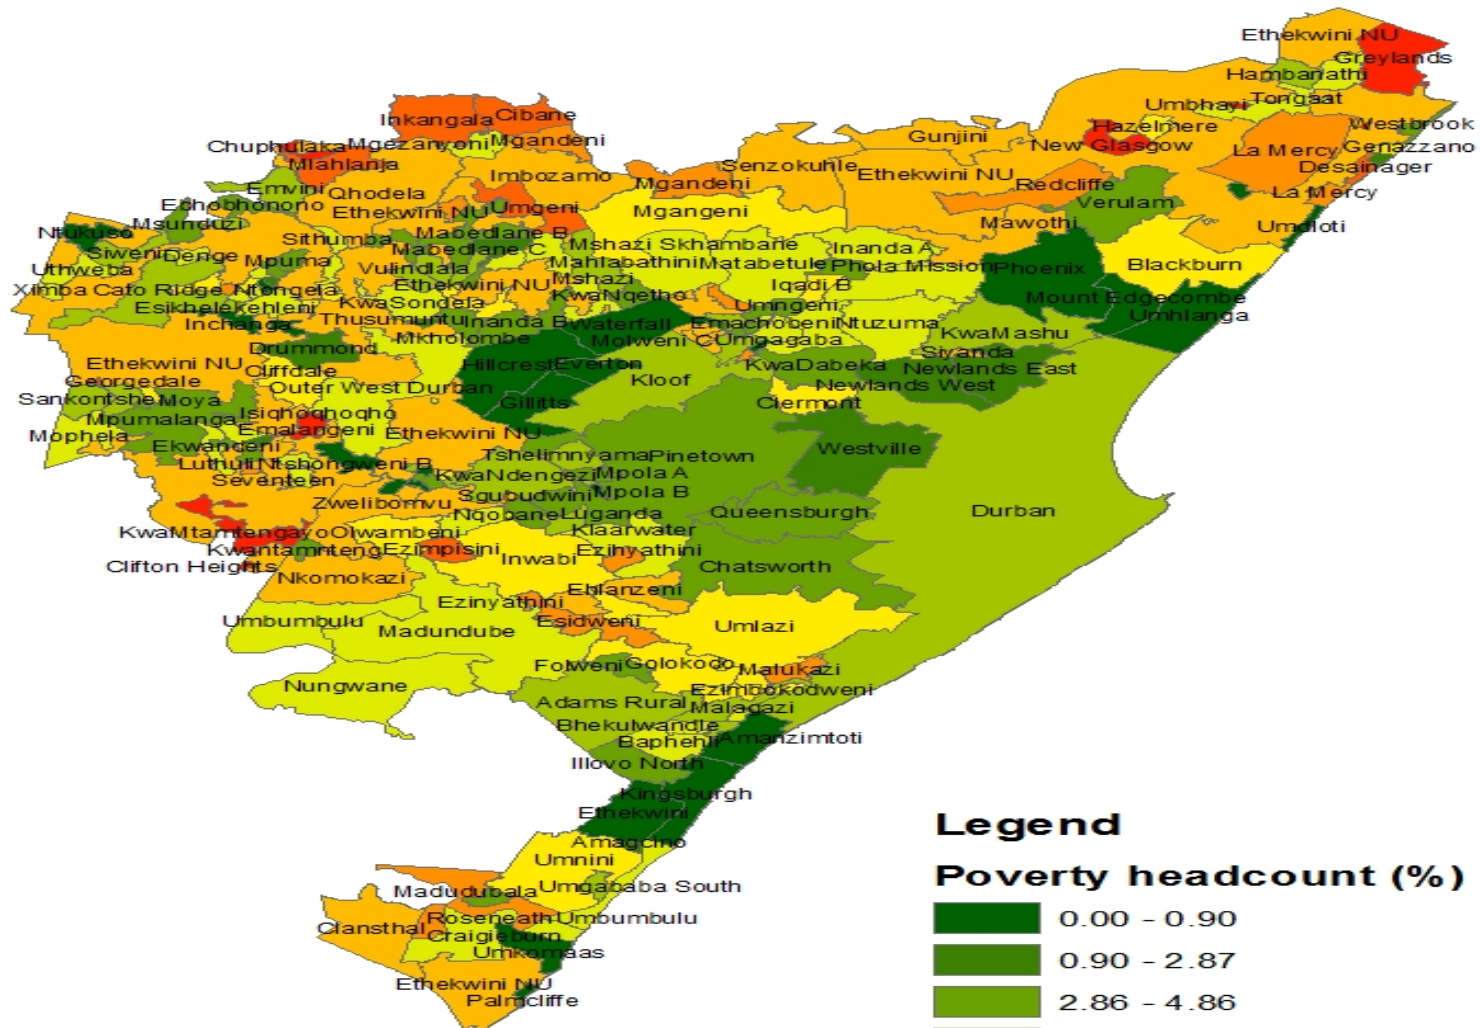 Ethekwini NU
Greylands
Hambanathi
Umbhayi Tongaat
Inkangala Cibane
Hazelmere Westbrook
Chuphulaka Mgezanyoni Mgandeni
Gunjini New Glasgow Genazzano
La Mercy
Mlahlanja
Senzokuhle Desainager
Imbozamo Ethekwini NU
Emvini Qhodela Mgandeni Redcliffe La Mercy
Echobhonono Verulam
Ethekwini NU Umgeni Mgangeni
Msunduzi Mawothi Umdloti
Ntukuso Mabedlane B
Sithumba Mshazi Skhambane Inanda A
Siweni Denge Mpuma Mabedlane C
Mahlabathini Matabetule Phola Mission Phoenix Blackburn
Uthweba Vulindlala
Mshazi
Ximba Cato Ridge Ntongela Ethekwini NU Iqadi B
KwaNqetho Mount Edgecombe
Esikhelekehleni KwaSondela Umngeni
Umhlanga
Inchanga Thusumuntu Inanda B Waterfall Emachobeni Ntuzuma
KwaMashu
Mkholombe Molweni C Umgagaba
Drummond Siyanda
Ethekwini NU Hillcrest Everton KwaDabeka Newlands East
Cliffdale
Georgedale Kloof
Outer West Durban Newlands West
Sankontshe Moya Gillitts Clermont
Isiqhoqhoqho
Mpumalanga Emalangeni
Mophela Ethekwini NU
Ekwandeni Westville
Tshelimnyama Pinetown
Luthuli Ntshongweni B
KwaNdengezi Mpola A
Seventeen
Sgubudwini Mpola B
Zwelibomvu
Nqobane Luganda Queensburgh Durban
KwaMtamtengayo Olwambeni Klaarwater
Kwantamnteng Ezimpisini Ezihyathini
Inwabi
Clifton Heights Chatsworth
Nkomokazi
Ehlanzeni
Ezinyathini
Umbumbulu Esidweni
Madundube Umlazi
Folweni Golokodo Malukazi
Nungwane Ezimbokodweni
Adams Rural Malagazi
Bhekulwandle
Baphehli Amanzimtoti
Illovo North
Kingsburgh
Ethekwini
Amagcino
Umnini
Madudubala Umgababa South
Roseneath Umbumbulu
Clansthal
Craigieburn
Umkomaas
Ethekwini NU
Palmcliffe
Legend
Poverty headcount (%)
0.00 - 0.90
0.90 - 2.87
2.86 - 4.86